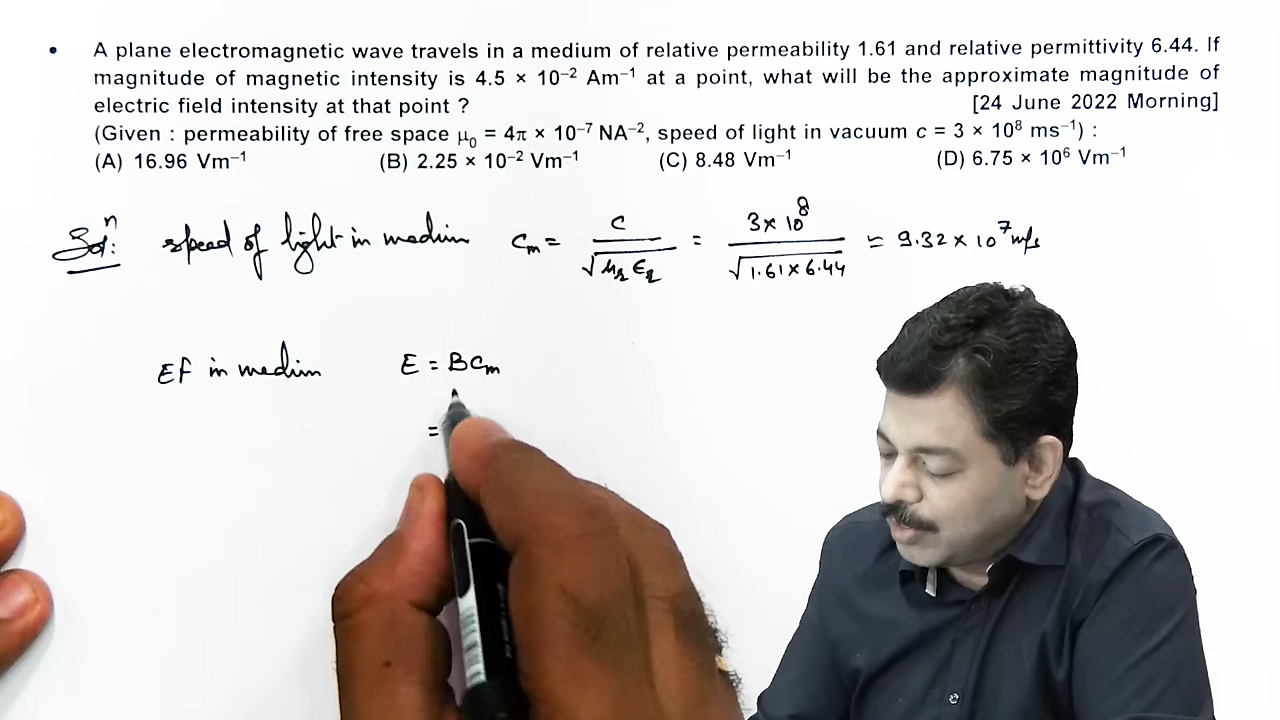 • A plane electromagnetic wave travels in a medium of relative permeability 1.61 and relative permittivity 6.44. If
magnitude of magnetic intensity is 4.5 × 10⁻² Am⁻¹ at a point, what will be the approximate magnitude of
electric field intensity at that point ? [24 June 2022 Morning]
(Given : permeability of free space μ₀ = 4π × 10⁻⁷ NA⁻², speed of light in vacuum c = 3 × 10⁸ ms⁻¹) :
(A) 16.96 Vm⁻¹ (B) 2.25 × 10⁻² Vm⁻¹ (C) 8.48 Vm⁻¹ (D) 6.75 × 10⁶ Vm⁻¹
Solⁿ: speed of light in medium Cm = C / √μr εr = 3 × 10⁸ / √1.61 × 6.44 ≃ 9.32 × 10⁷ m/s
EF in medium E = BCm
=